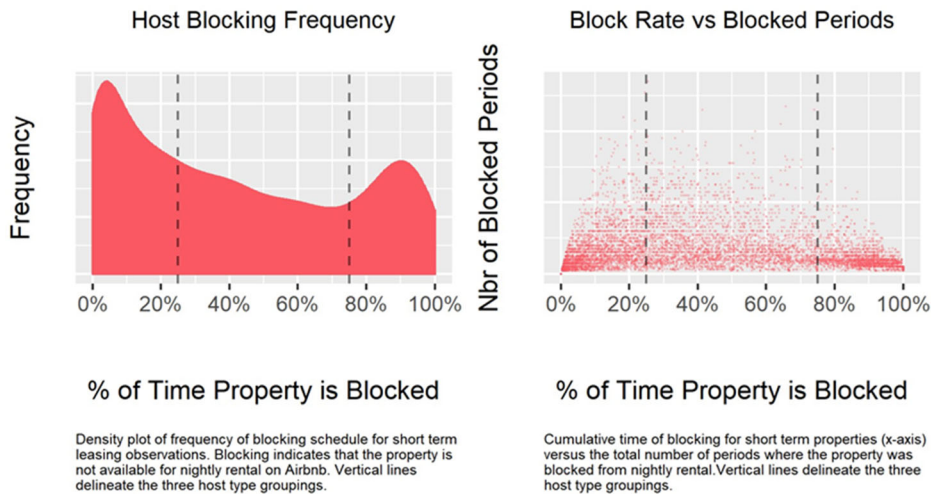 Host Blocking Frequency
Frequency
0% 20% 40% 60% 80% 100%
% of Time Property is Blocked
Density plot of frequency of blocking schedule for short term
leasing observations. Blocking indicates that the property is
not available for nightly rental on Airbnb. Vertical lines
delineate the three host type groupings.
Block Rate vs Blocked Periods
Nbr of Blocked Periods
0% 20% 40% 60% 80% 100%
% of Time Property is Blocked
Cumulative time of blocking for short term properties (x-axis)
versus the total number of periods where the property was
blocked from nightly rental.Vertical lines delineate the three
host type groupings.